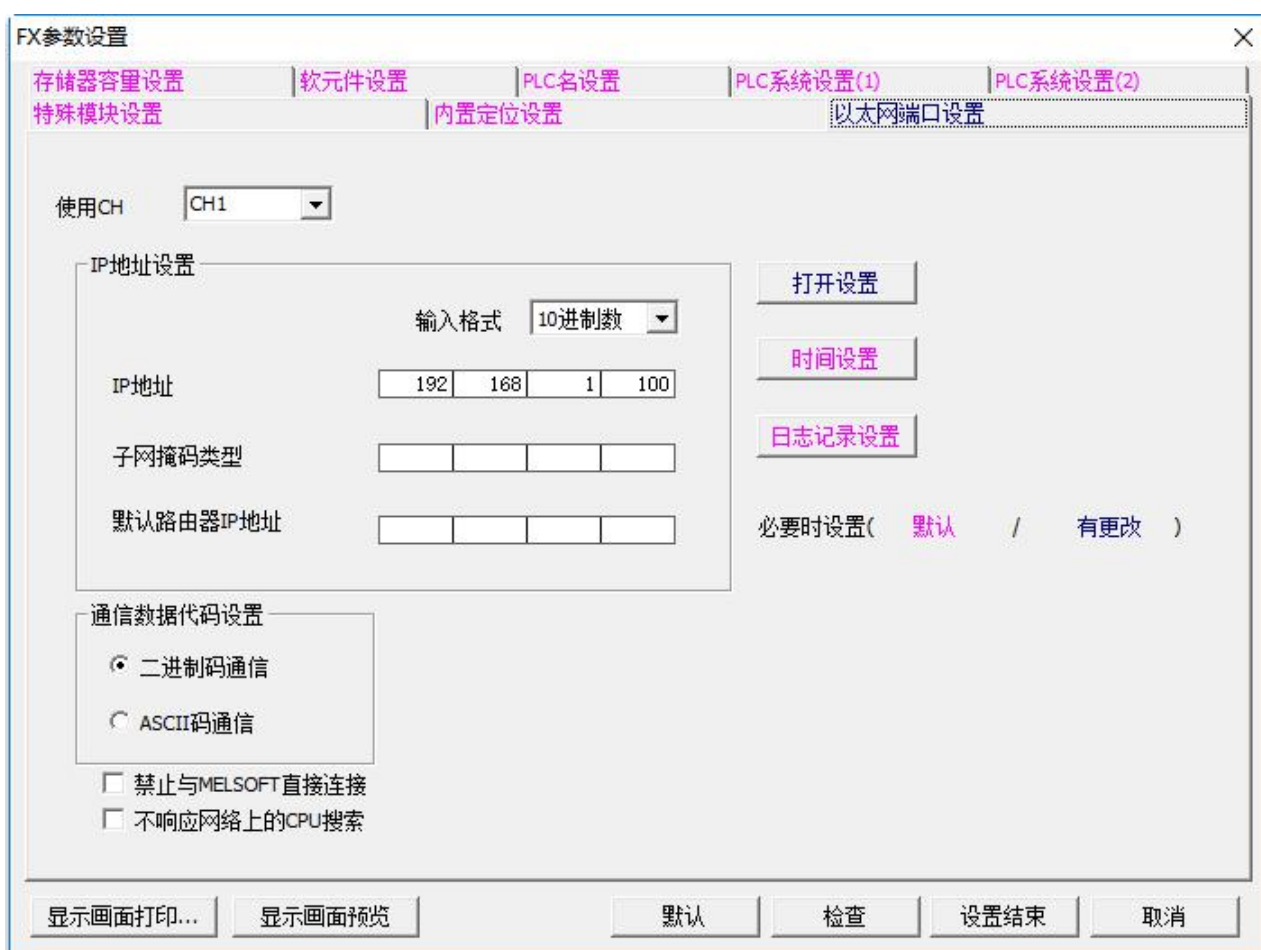 FX参数设置
存储器容量设置 软元件设置 PLC名设置 PLC系统设置(1) PLC系统设置(2)
特殊模块设置 内置定位设置 以太网端口设置
使用CH CH1
IP地址设置
打开设置
输入格式 10进制数
时间设置
IP地址 192 168 1 100
日志记录设置
子网掩码类型
默认路由器IP地址
必要时设置( 默认 / 有更改 )
通信数据代码设置
二进制码通信
ASCII码通信
禁止与MELSOFT直接连接
不响应网络上的CPU搜索
显示画面打印... 显示画面预览 默认 检查 设置结束 取消